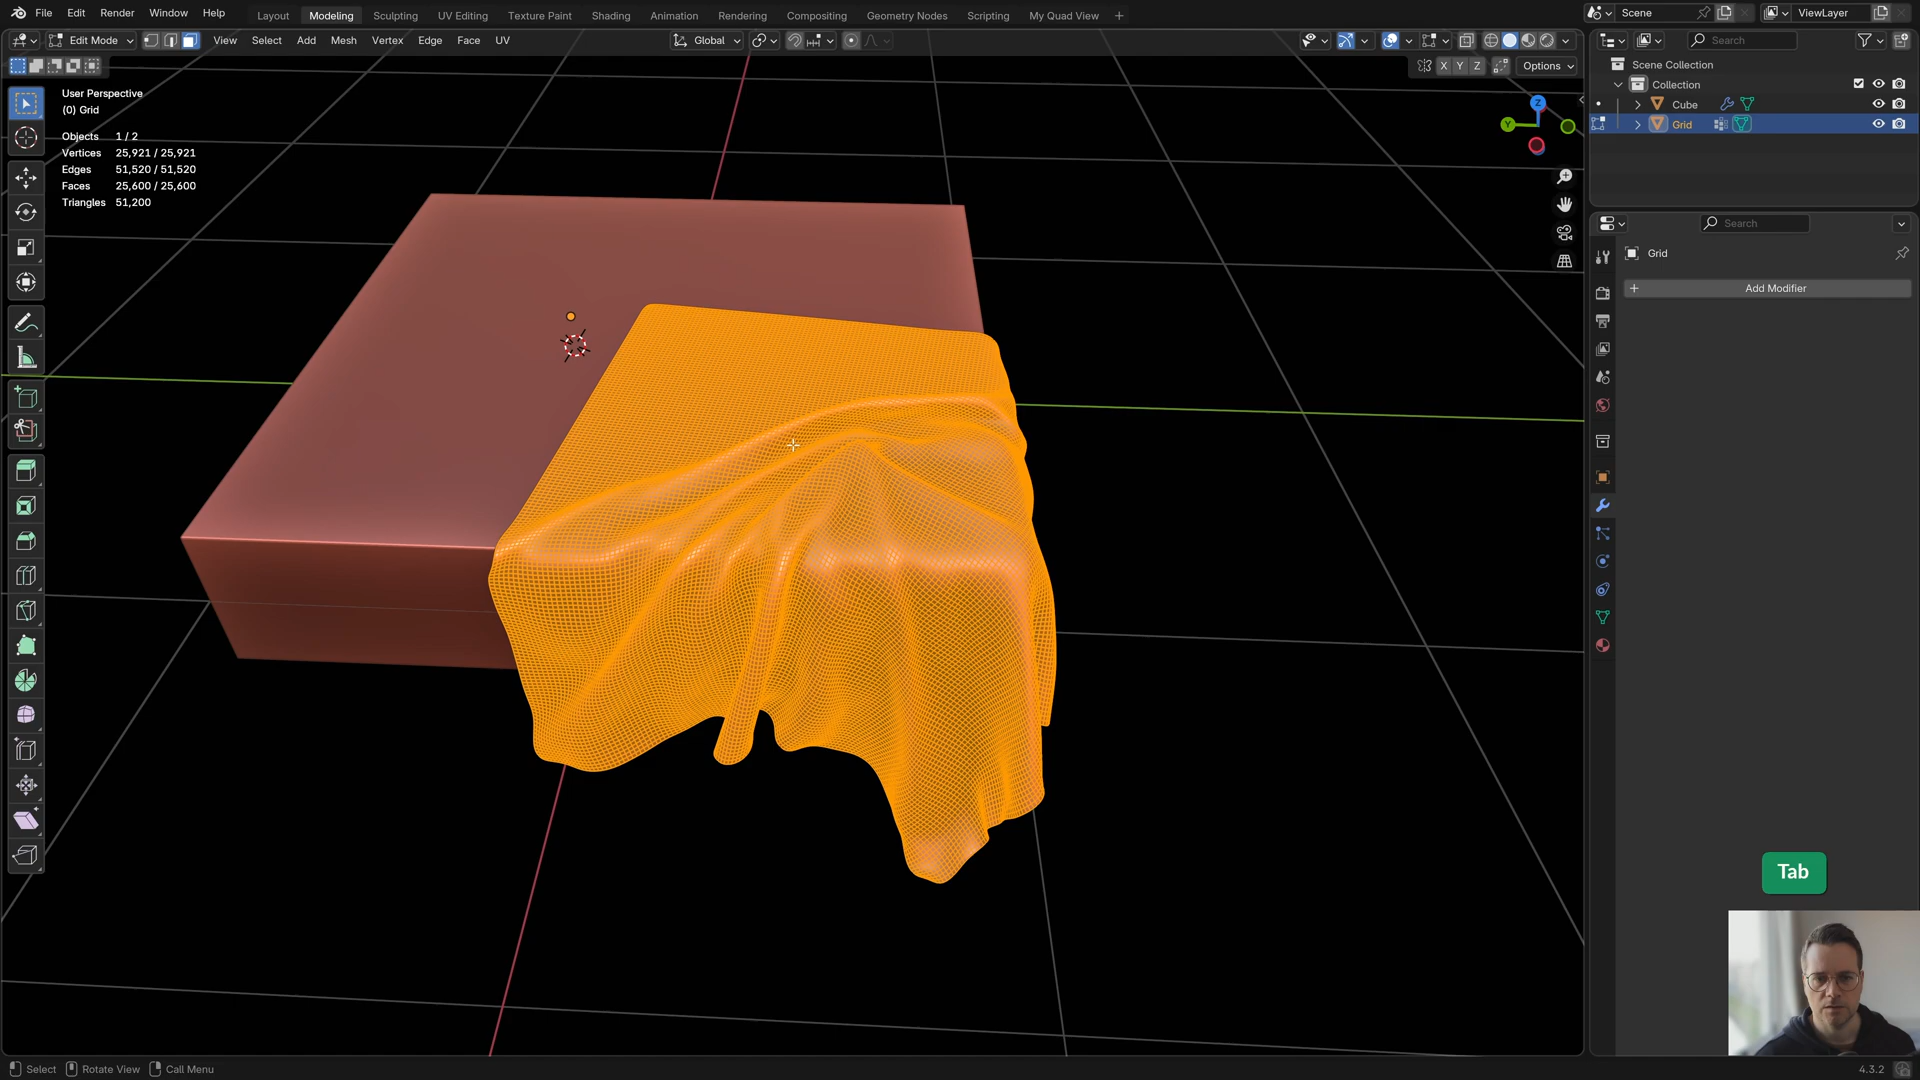 File Edit Render Window Help Layout Modeling Sculpting UV Editing Texture Paint Shading Animation Rendering Compositing Geometry Nodes Scripting My Quad View + Scene ViewLayer
Edit Mode View Select Add Mesh Vertex Edge Face UV Global Search
X Y Z Options
User Perspective
(0) Grid
Objects 1 / 2
Vertices 25,921 / 25,921
Edges 51,520 / 51,520
Faces 25,600 / 25,600
Triangles 51,200
Z
Y
Scene Collection
Collection
Cube
Grid
Search
Grid
+ Add Modifier
Tab
Select Rotate View Call Menu 4.3.2